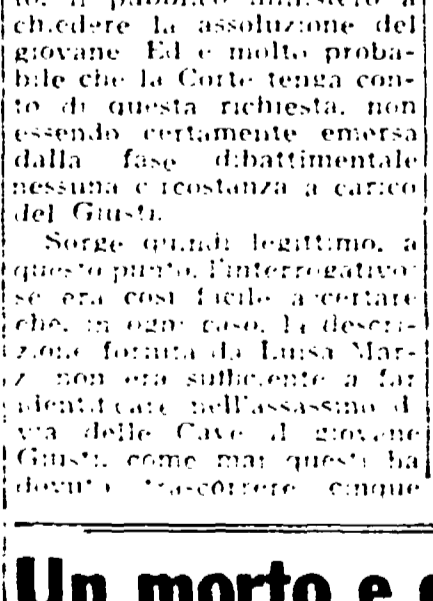 to, il pubblico ministero a
chiedere la assoluzione del
giovane. Ed e molto proba-
bile che la Corte tenga con-
to di questa richiesta, non
essendo certamente emersa
dalla fase dibattimentale
nessuna circostanza a carico
del Giusti.
Sorge quindi legittimo, a
questo punto, l'interrogativo:
se era così facile accertare
che, in ogni caso, la descri-
zione fornita da Luisa Mar-
z non era sufficiente a far
identificare nell'assassino di
via delle Cave il giovane
Giusti, come mai questi ha
dovuto trascorrere cinque
Un morto e